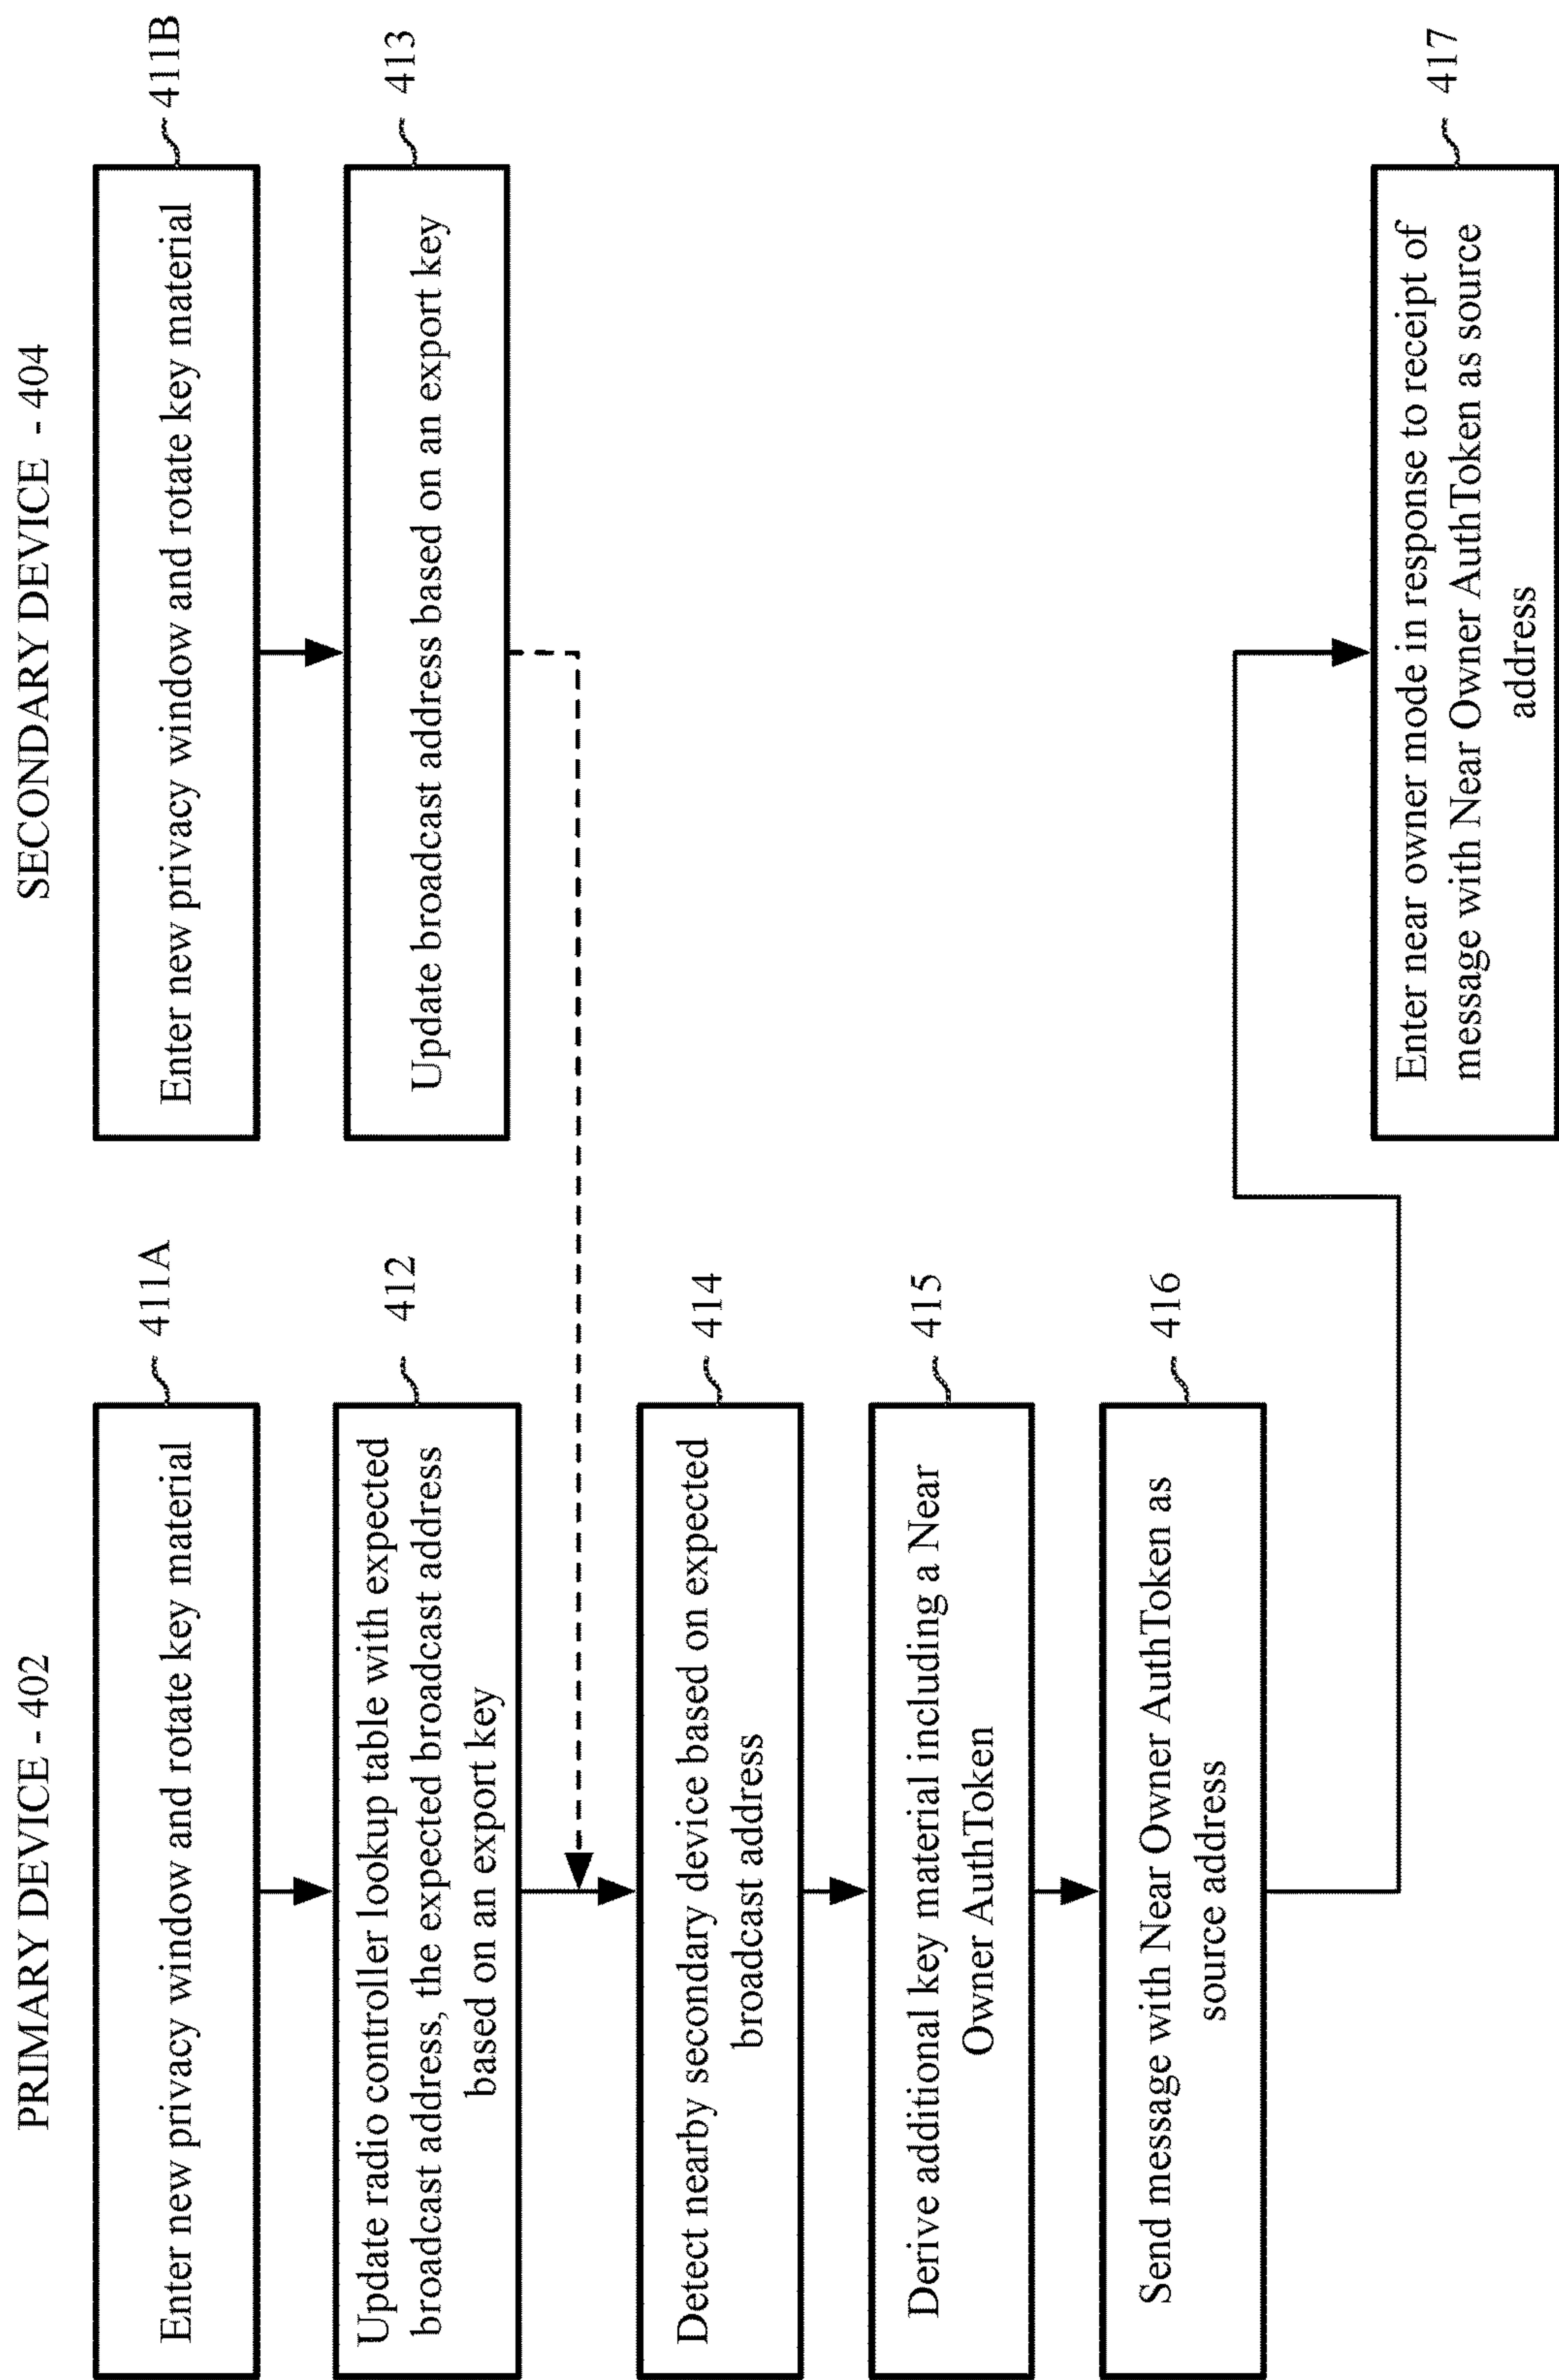 PRIMARY DEVICE - 402
SECONDARY DEVICE - 404
Enter new privacy window and rotate key material
411A
Enter new privacy window and rotate key material
411B
Update radio controller lookup table with expected
broadcast address, the expected broadcast address
based on an export key
412
Update broadcast address based on an export key
413
Detect nearby secondary device based on expected
broadcast address
414
Derive additional key material including a Near
Owner AuthToken
415
Send message with Near Owner AuthToken as
source address
416
Enter near owner mode in response to receipt of
message with Near Owner AuthToken as source
address
417